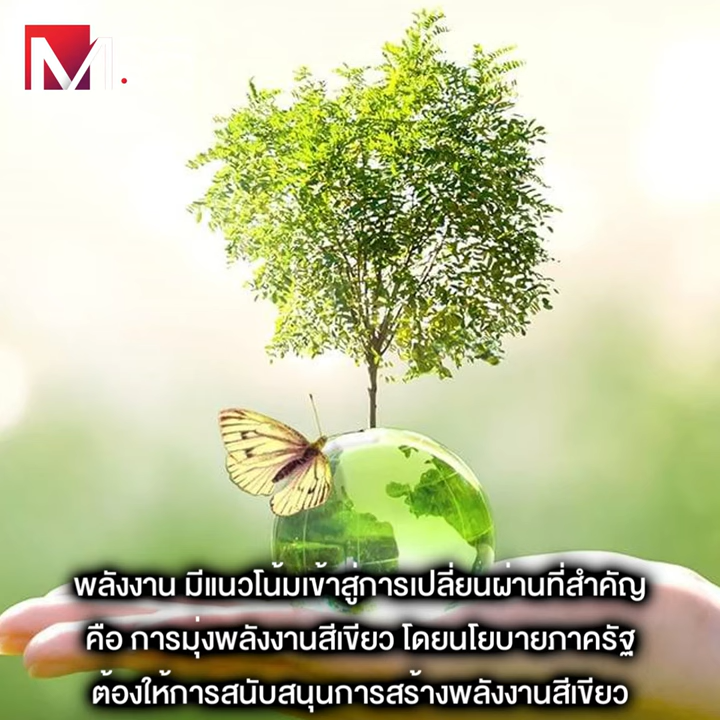 M.
พลังงาน มีแนวโน้มเข้าสู่การเปลี่ยนผ่านที่สำคัญ
คือ การมุ่งพลังงานสีเขียว โดยนโยบายภาครัฐ
ต้องให้การสนับสนุนการสร้างพลังงานสีเขียว